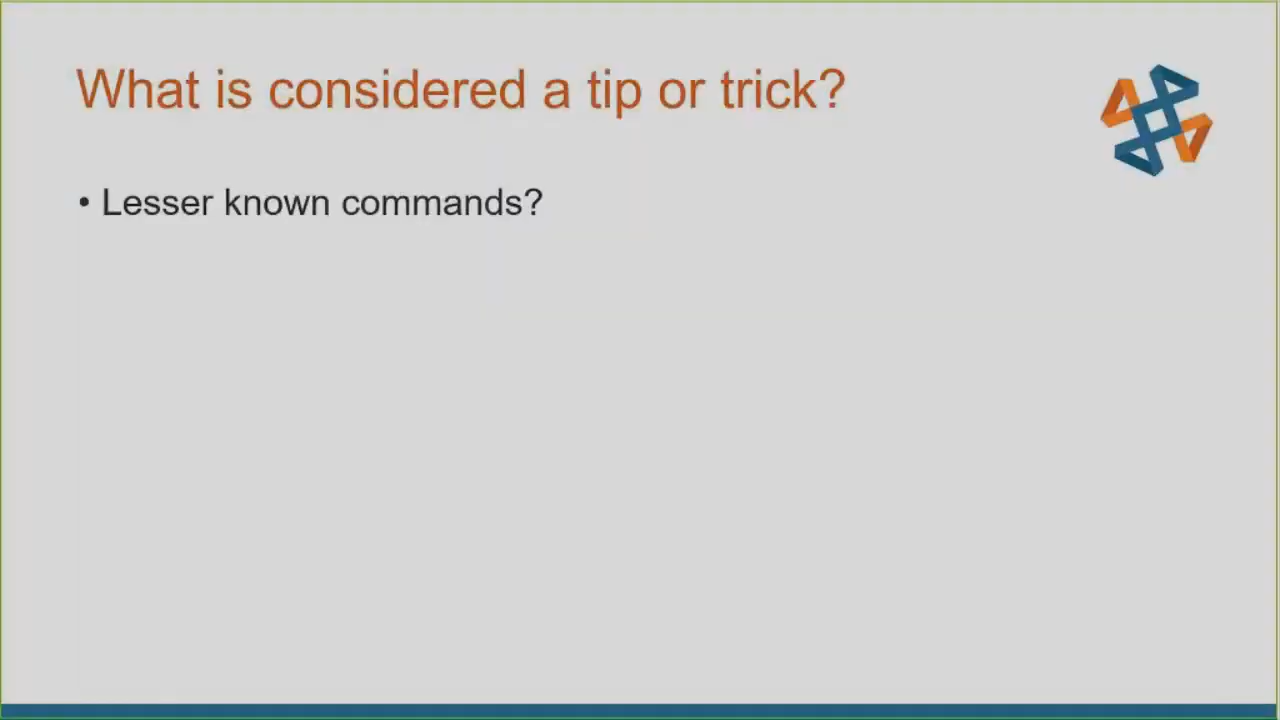 What is considered a tip or trick?
• Lesser known commands?